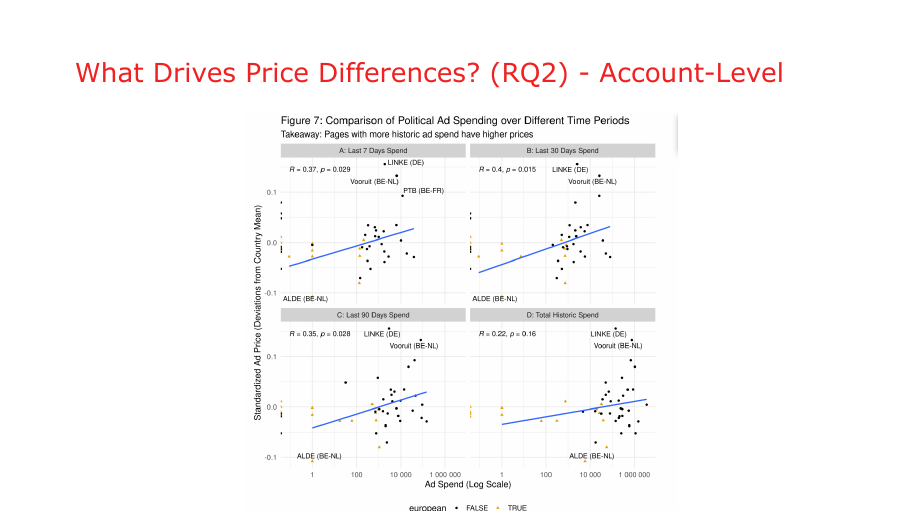 What Drives Price Differences? (RQ2) - Account-Level
Figure 7: Comparison of Political Ad Spending over Different Time Periods
Takeaway: Pages with more historic ad spend have higher prices
A: Last 7 Days Spend
B: Last 30 Days Spend
R = 0.37, p = 0.029
LINKE (DE)
Vooruit (BE-NL)
PTB (BE-FR)
ALDE (BE-NL)
R = 0.4, p = 0.015
LINKE (DE)
Vooruit (BE-NL)
ALDE (BE-NL)
0.1
0.0
-0.1
C: Last 90 Days Spend
D: Total Historic Spend
R = 0.35, p = 0.028
LINKE (DE)
Vooruit (BE-NL)
ALDE (BE-NL)
R = 0.22, p = 0.16
LINKE (DE)
Vooruit (BE-NL)
ALDE (BE-NL)
0.1
0.0
-0.1
Standardized Ad Price (Deviations from Country Mean)
1 100 10 000 1 000 000
1 100 10 000 1 000 000
Ad Spend (Log Scale)
european FALSE TRUE